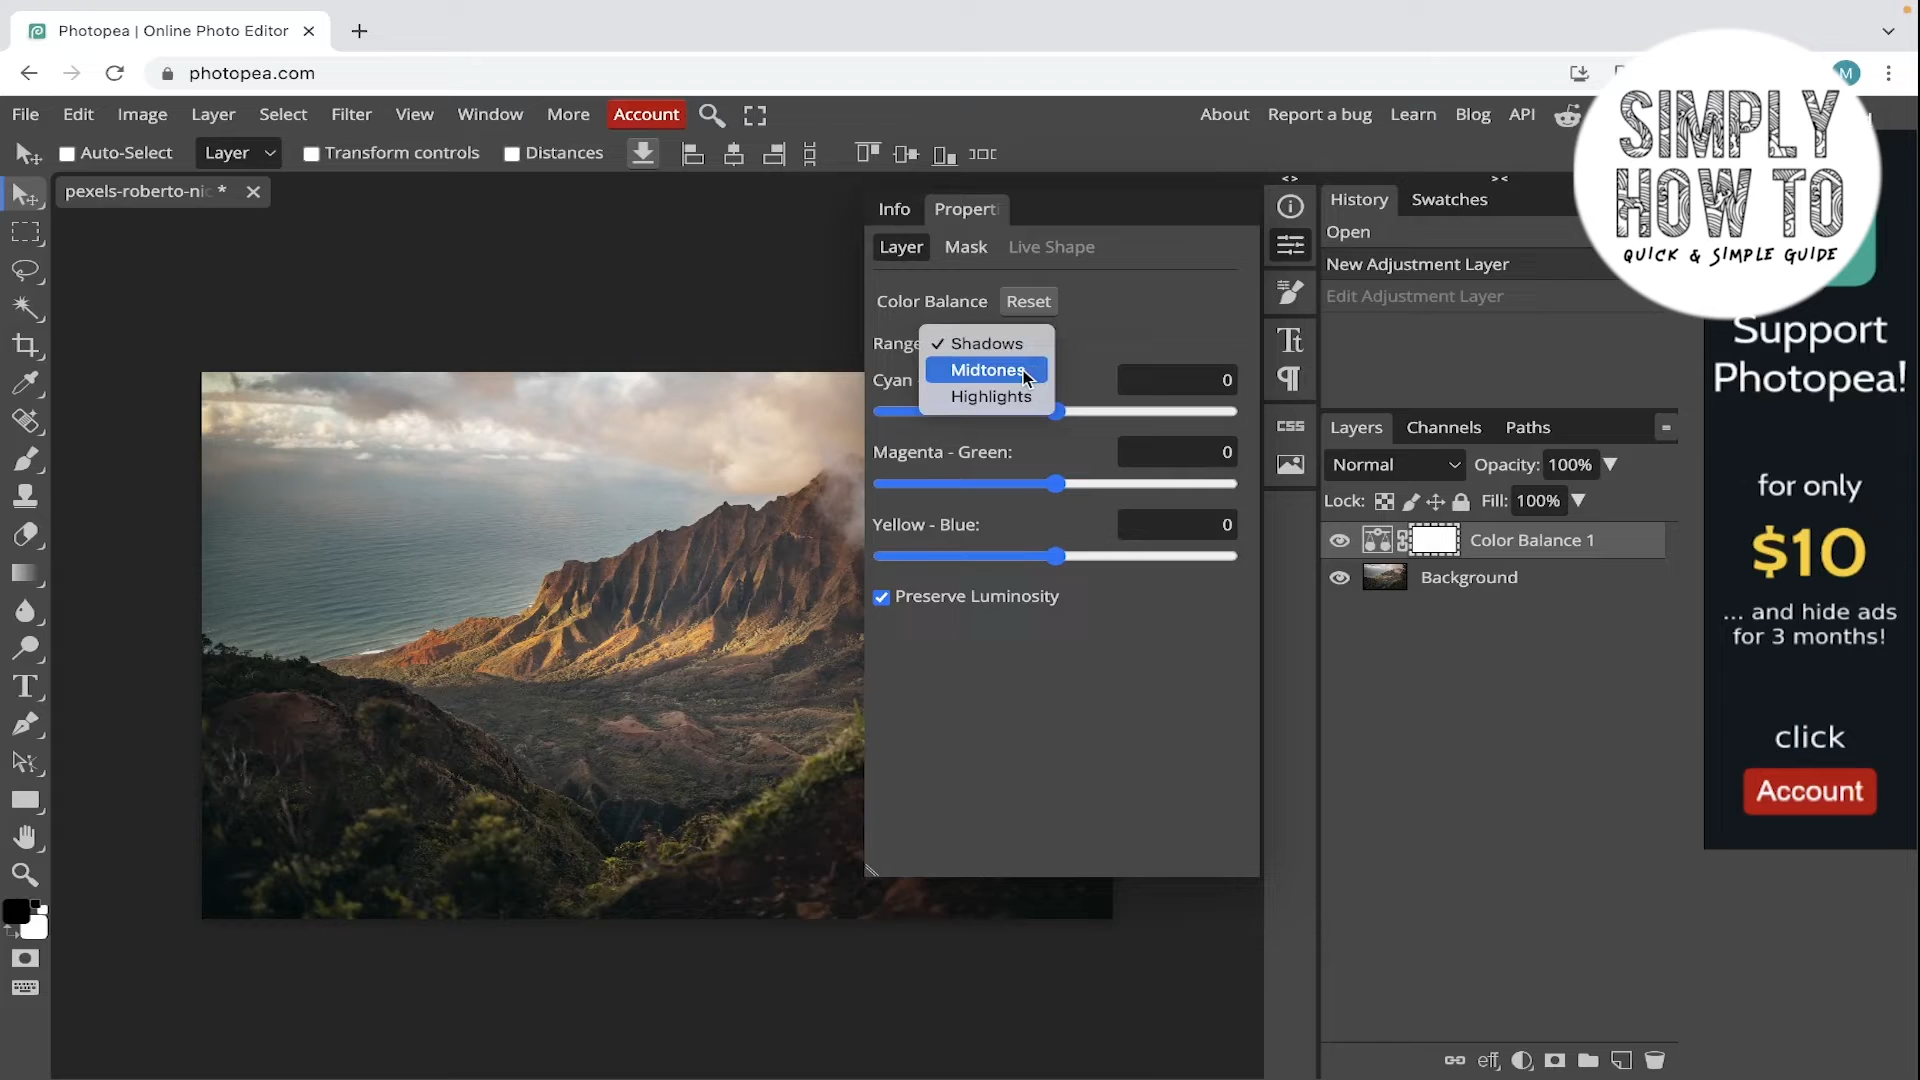 Photopea | Online Photo Editor
photopea.com
M
File Edit Image Layer Select Filter View Window More Account
About Report a bug Learn Blog API
Auto-Select Layer Transform controls Distances
pexels-roberto-nic *
SIMPLY
HOW TO
QUICK & SIMPLE GUIDE
Info Properti
Layer Mask Live Shape
Color Balance Reset
Range
✓ Shadows
Midtones
Highlights
Cyan 0
Magenta - Green: 0
Yellow - Blue: 0
Preserve Luminosity
CSS
History Swatches
Open
New Adjustment Layer
Edit Adjustment Layer
Layers Channels Paths
Normal Opacity: 100%
Lock: Fill: 100%
Color Balance 1
Background
eff
Support
Photopea!
for only
$10
... and hide ads
for 3 months!
click
Account